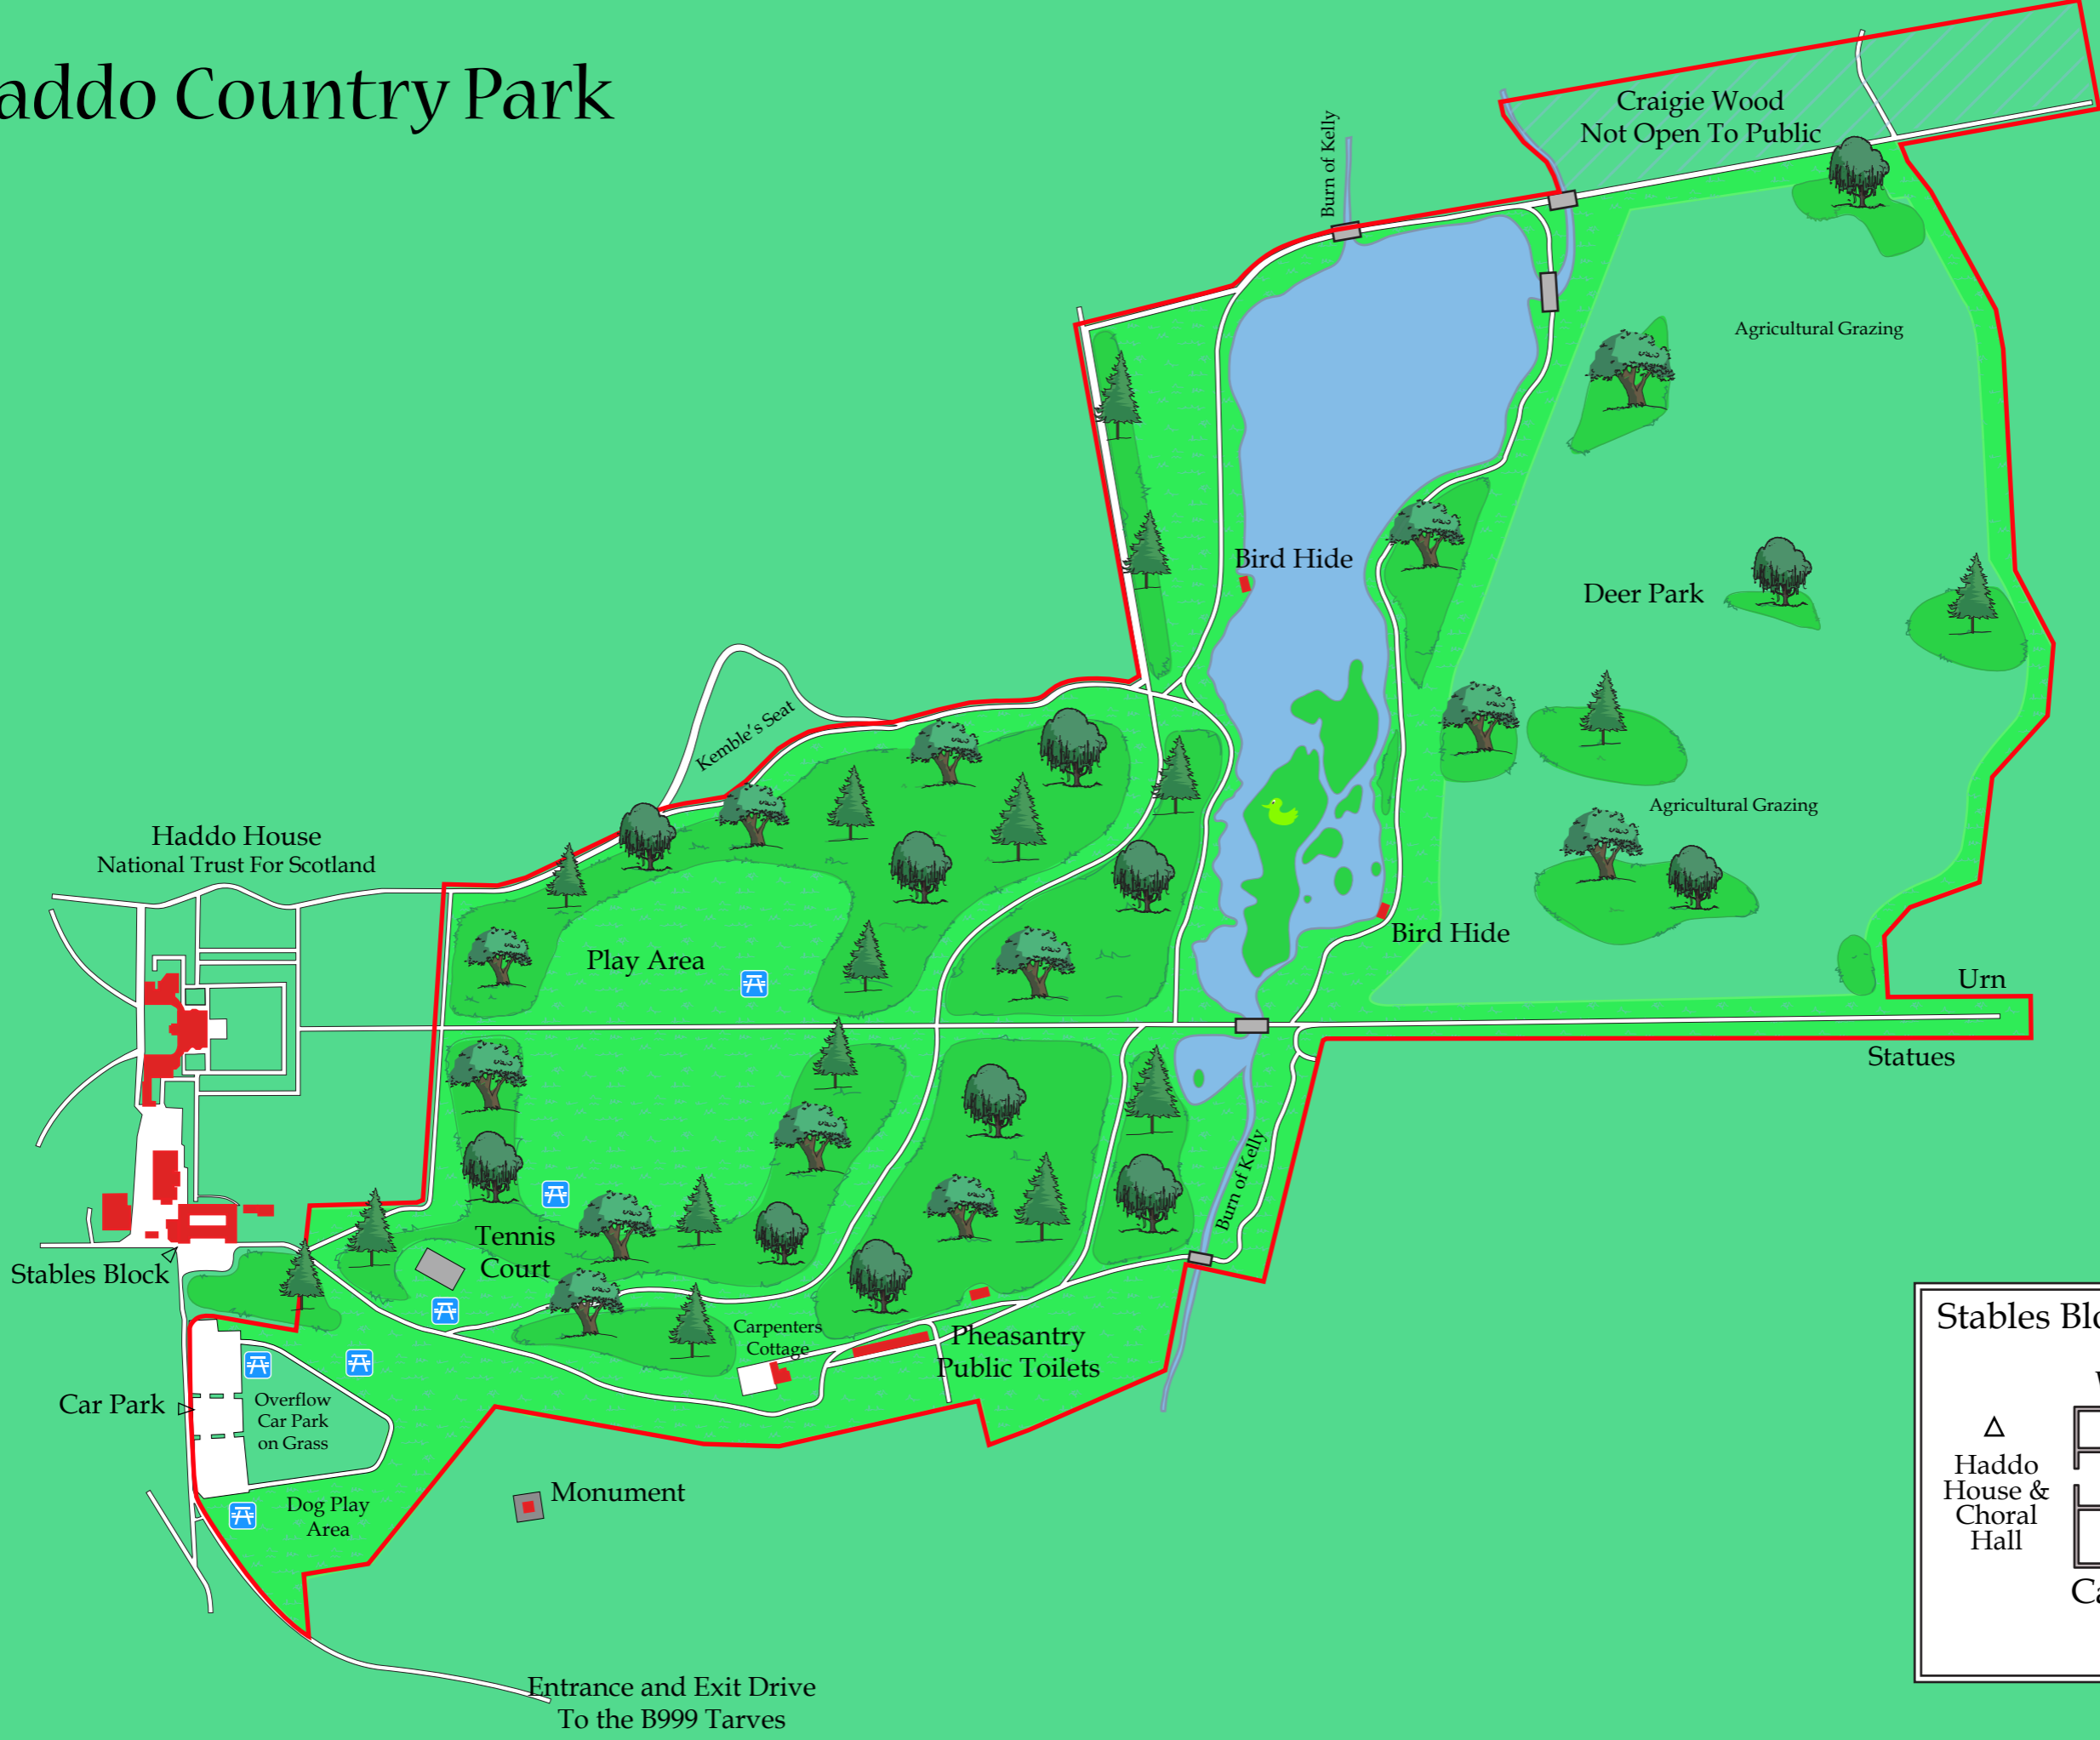 addo Country Park
Craigie Wood
Not Open To Public
Burn of Kelly
Agricultural Grazing
Bird Hide
Deer Park
Kemble's Seat
Agricultural Grazing
Haddo House
National Trust For Scotland
Play Area
Bird Hide
Urn
Statues
Burn of Kelly
Tennis
Court
Stables Block
Carpenters
Cottage
Pheasantry
Public Toilets
Car Park
Overflow
Car Park
on Grass
Dog Play
Area
Monument
Entrance and Exit Drive
To the B999 Tarves
Stables Blo
Haddo
House &
Choral
Hall
Ca